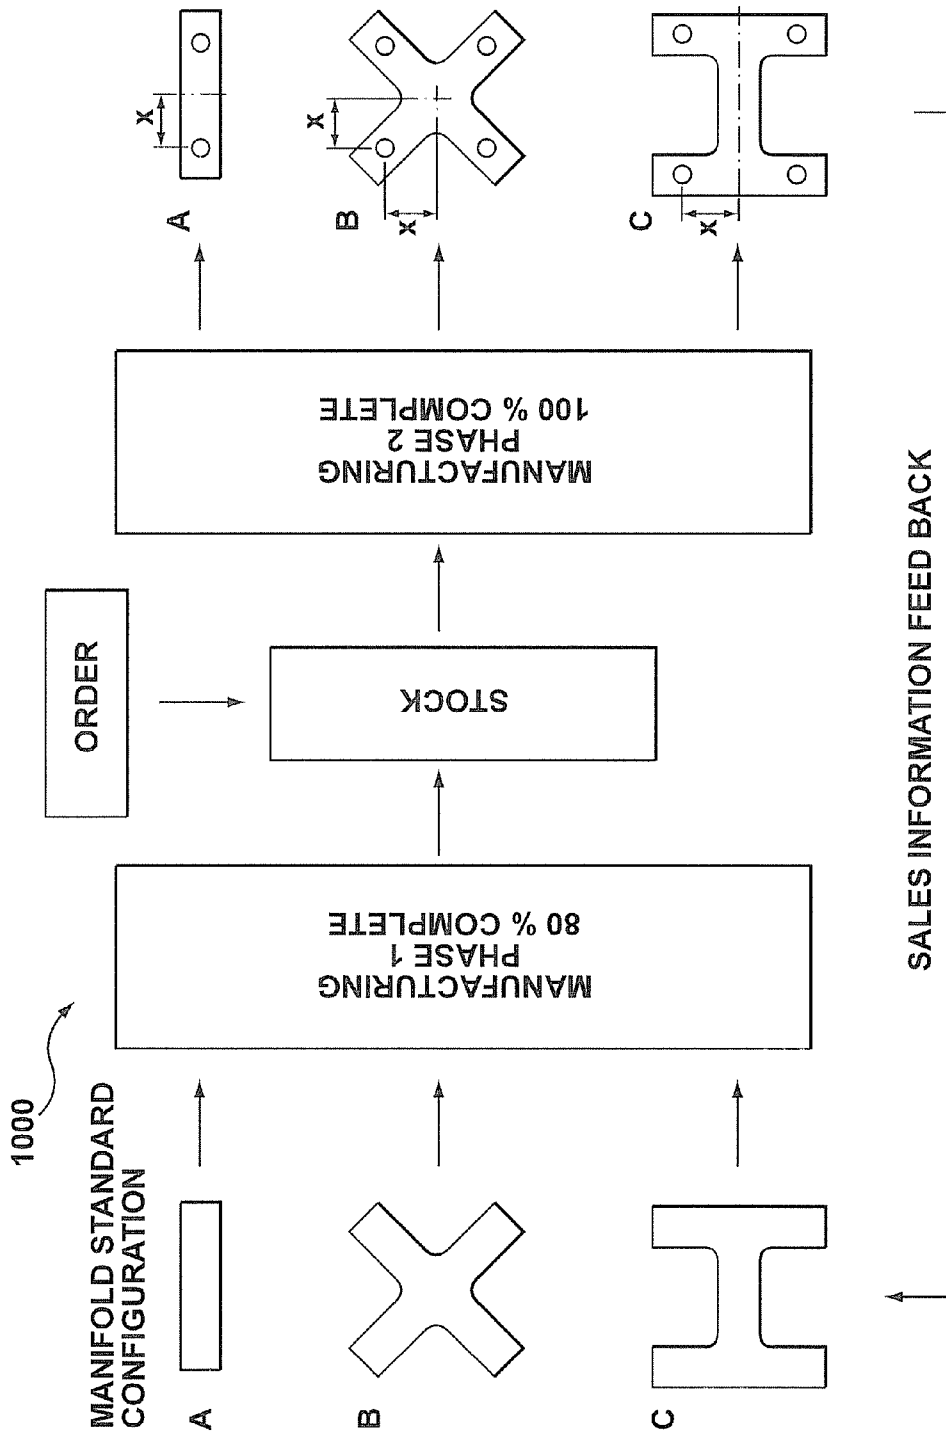 1000
MANIFOLD STANDARD
CONFIGURATION
A
B
C
MANUFACTURING
PHASE 1
80 % COMPLETE
ORDER
STOCK
MANUFACTURING
PHASE 2
100 % COMPLETE
A
X
B
X
X
C
X
SALES INFORMATION FEED BACK